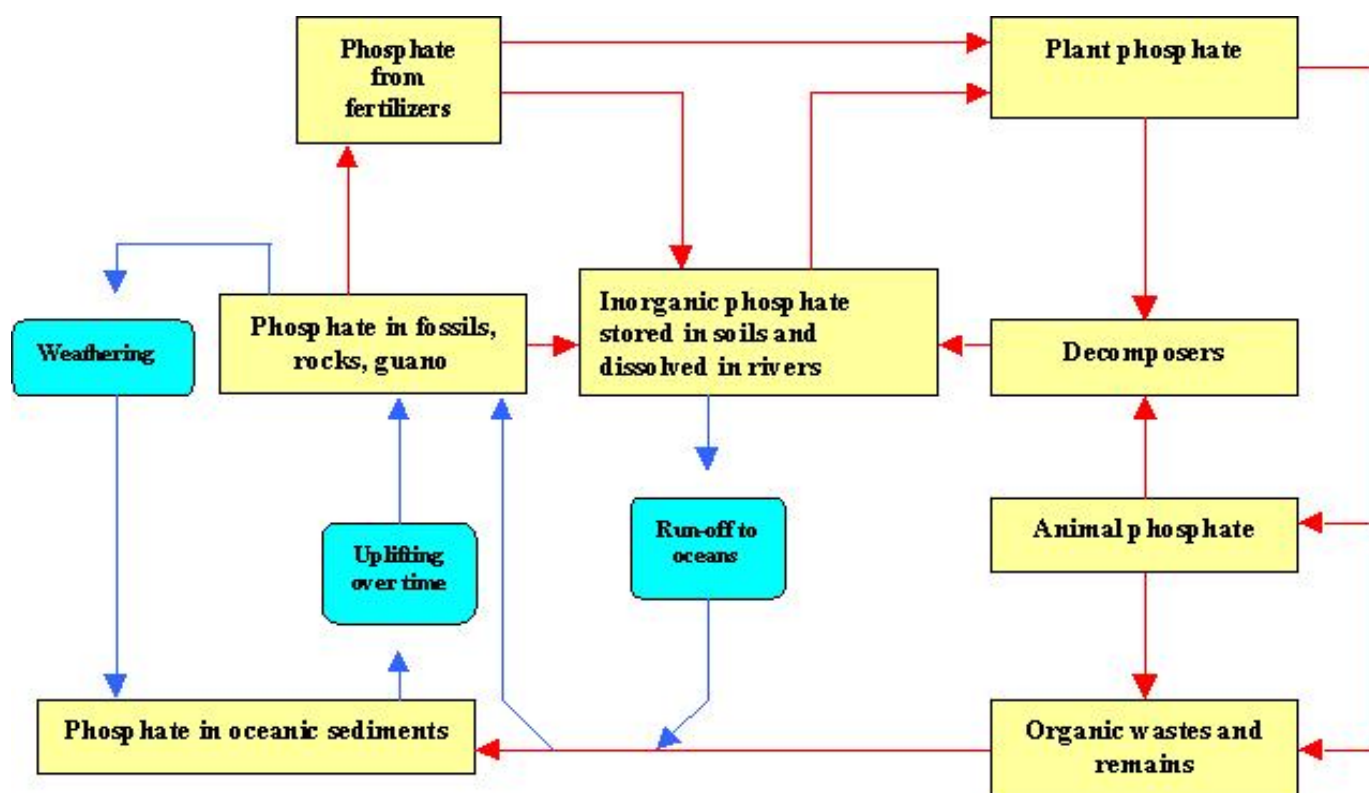 Phosphate
from
fertilizers
Plant phosphate
Weathering
Phosphate in fossils,
rocks, guano
Inorganic phosphate
stored in soils and
dissolved in rivers
Decomposers
Uplifting
over time
Run-off to
oceans
Animal phosphate
Phosphate in oceanic sediments
Organic wastes and
remains